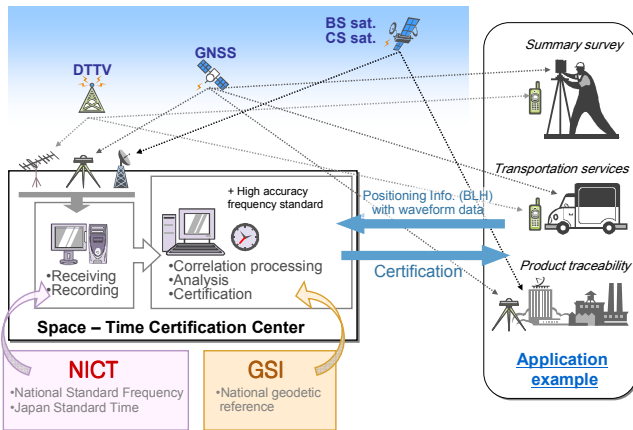 BS sat.
CS sat.
GNSS
DTTV
Summary survey
Transportation services
Product traceability
Application
example
+ High accuracy
frequency standard
Positioning Info. (BLH)
with waveform data
Certification
•Receiving
•Recording
•Correlation processing
•Analysis
•Certification
Space – Time Certification Center
NICT
•National Standard Frequency
•Japan Standard Time
GSI
•National geodetic
reference